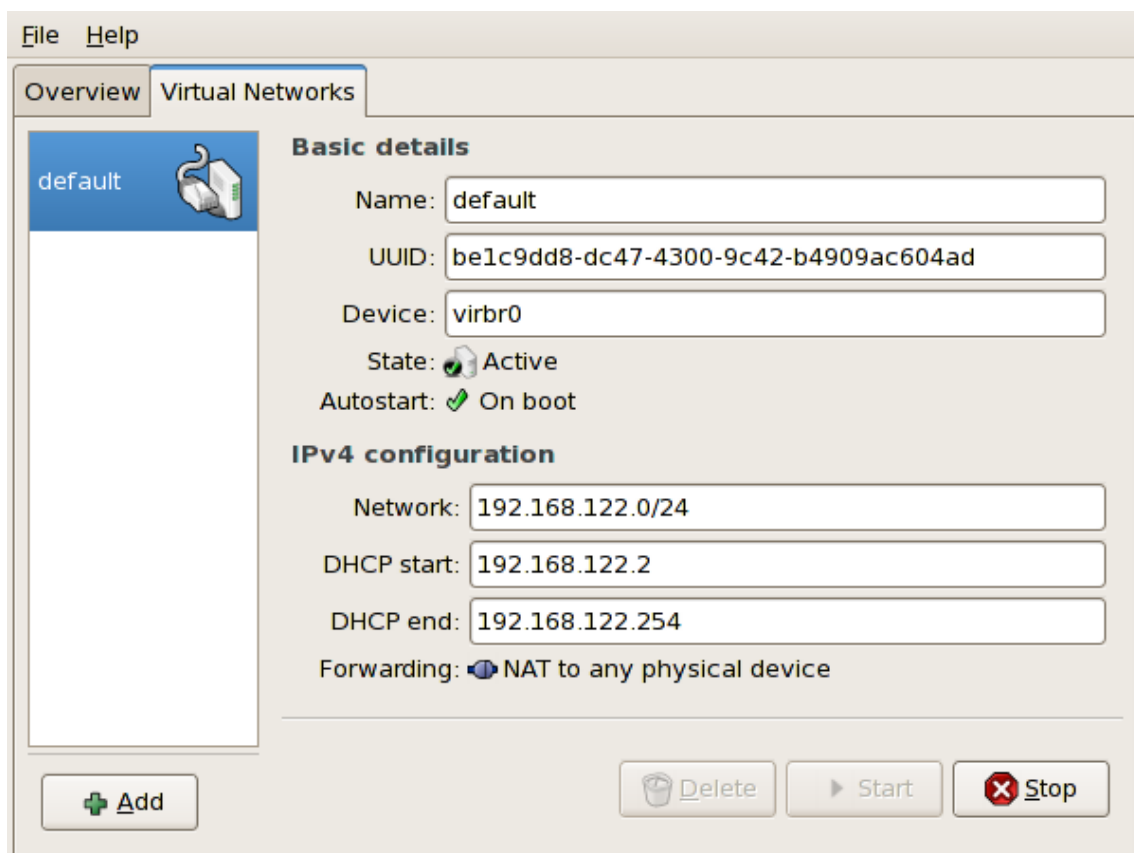 File Help
Overview Virtual Networks
default
Basic details
Name: default
UUID: be1c9dd8-dc47-4300-9c42-b4909ac604ad
Device: virbr0
State: Active
Autostart: On boot
IPv4 configuration
Network: 192.168.122.0/24
DHCP start: 192.168.122.2
DHCP end: 192.168.122.254
Forwarding: NAT to any physical device
Add Delete Start Stop